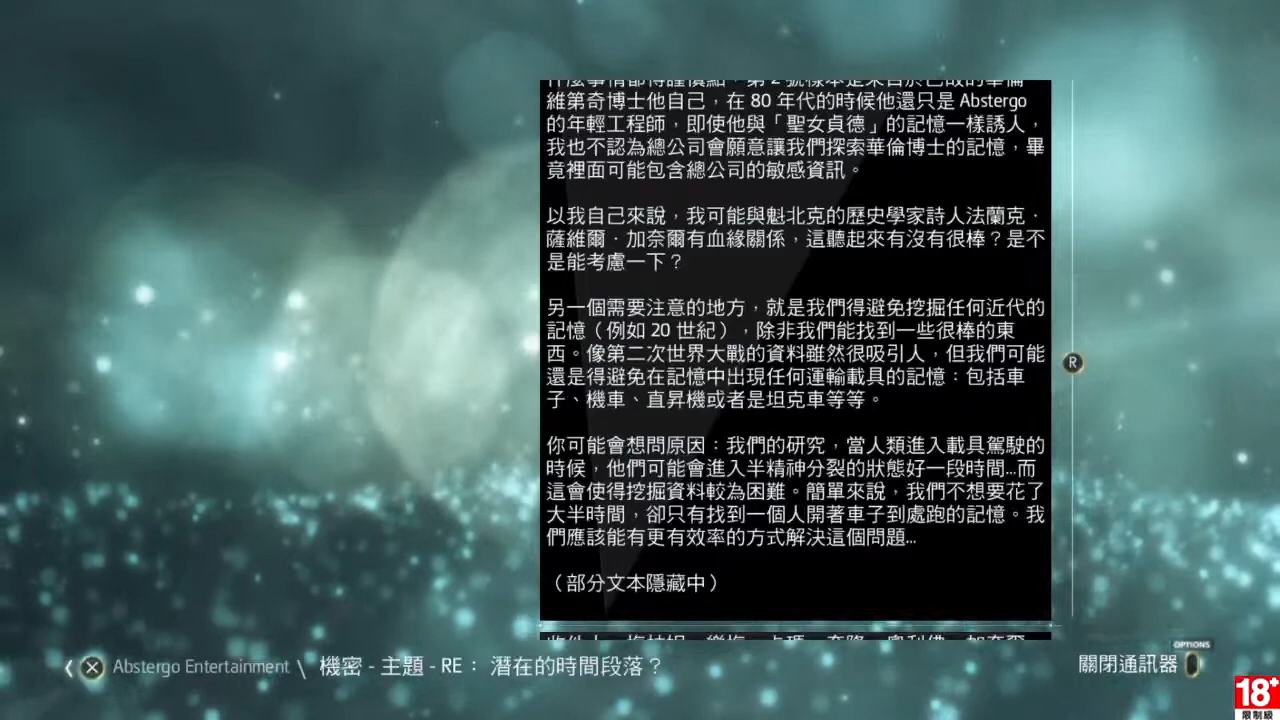 維第奇博士他自己，在 80 年代的時候他還只是 Abstergo
的年輕工程師，即使他與「聖女貞德」的記憶一樣誘人，
我也不認為總公司會願意讓我們探索華倫博士的記憶，畢
竟裡面可能包含總公司的敏感資訊。
以我自己來說，我可能與魁北克的歷史學家詩人法蘭克．
薩維爾．加奈爾有血緣關係，這聽起來有沒有很棒？是不
是能考慮一下？
另一個需要注意的地方，就是我們得避免挖掘任何近代的
記憶（例如 20 世紀），除非我們能找到一些很棒的東
西。像第二次世界大戰的資料雖然很吸引人，但我們可能
還是得避免在記憶中出現任何運輸載具的記憶：包括車
子、機車、直昇機或者是坦克車等等。
你可能會想問原因：我們的研究，當人類進入載具駕駛的
時候，他們可能會進入半精神分裂的狀態好一段時間...而
這會使得挖掘資料較為困難。簡單來說，我們不想要花了
大半時間，卻只有找到一個人開著車子到處跑的記憶。我
們應該能有更有效率的方式解決這個問題...
（部分文本隱藏中）
R
Abstergo Entertainment \ 機密 - 主題 - RE： 潛在的時間段落？
OPTIONS
關閉通訊器
18+
限制級